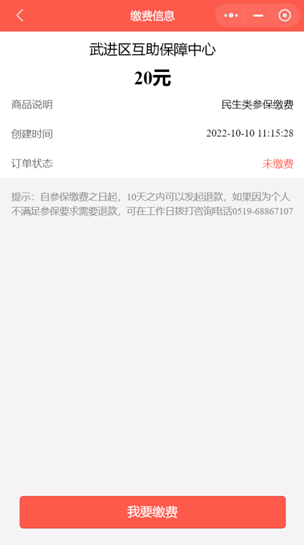 缴费信息
武进区互助保障中心
20元
商品说明 民生类参保缴费
创建时间 2022-10-10 11:15:28
订单状态 未缴费
提示：自参保缴费之日起，10天之内可以发起退款，如果因为个人
不满足参保要求需要退款，可在工作日拨打咨询电话0519-68867107
我要缴费